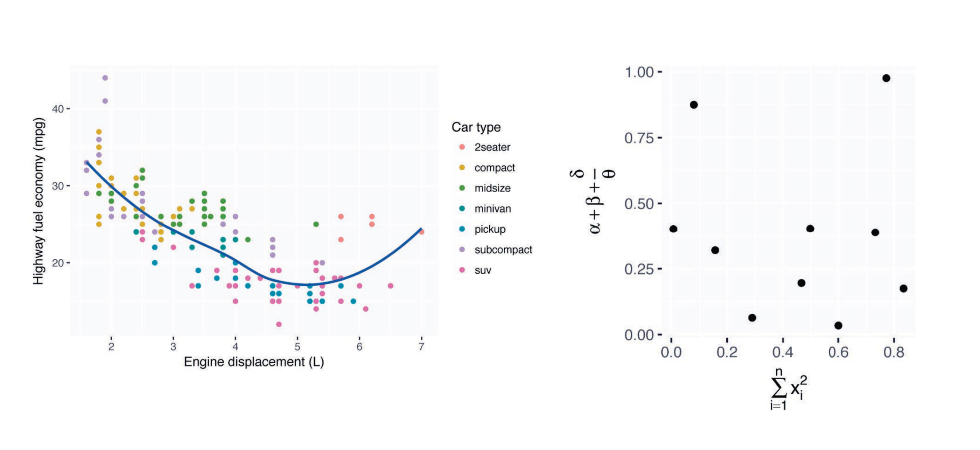 Highway fuel economy (mpg)
40
30
20
2 3 4 5 6 7
Engine displacement (L)
Car type
2seater
compact
midsize
minivan
pickup
subcompact
suv
α + β + δ/θ
1.00
0.75
0.50
0.25
0.00
0.0 0.2 0.4 0.6 0.8
n
∑ x²ᵢ
i=1